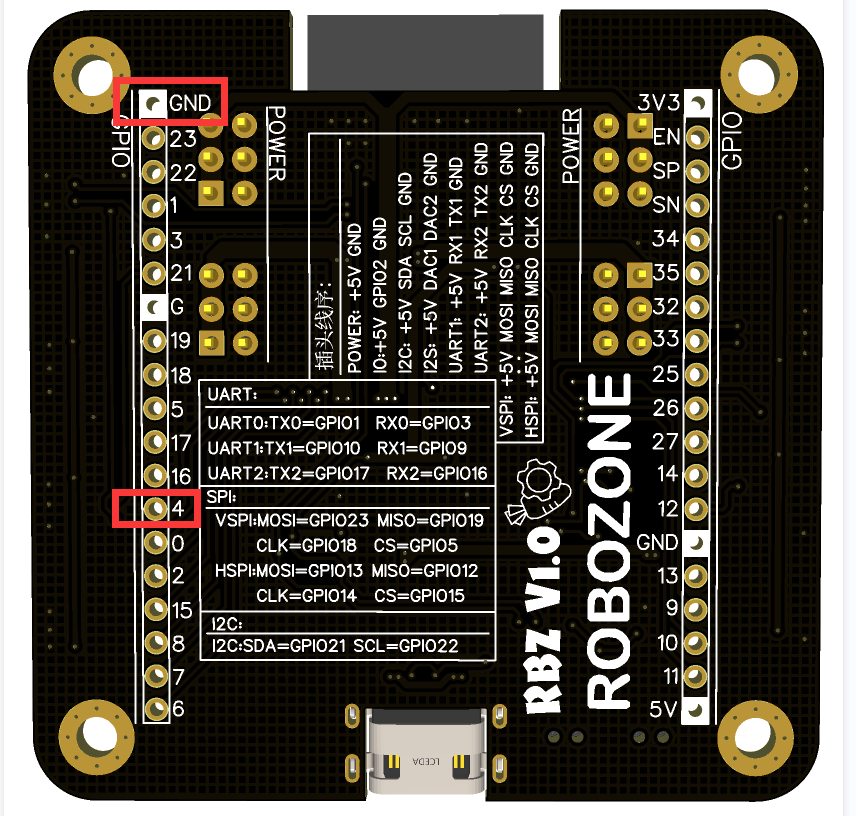 GND
23
22
1
3
21
G
19
18
5
17
16
4
0
2
15
8
7
6
GPIO
POWER
插头线序:
POWER: +5V GND
IO:+5V GPIO2 GND
I2C: +5V SDA SCL GND
I2S: +5V DAC1 DAC2 GND
UART1: +5V RX1 TX1 GND
UART2: +5V RX2 TX2 GND
VSPI: +5V MOSI MISO CLK CS GND
HSPI: +5V MOSI MISO CLK CS GND
UART:
UART0:TX0=GPIO1 RX0=GPIO3
UART1:TX1=GPIO10 RX1=GPIO9
UART2:TX2=GPIO17 RX2=GPIO16
SPI:
VSPI:MOSI=GPIO23 MISO=GPIO19
CLK=GPIO18 CS=GPIO5
HSPI:MOSI=GPIO13 MISO=GPIO12
CLK=GPIO14 CS=GPIO15
I2C:
I2C:SDA=GPIO21 SCL=GPIO22
RBZ V1.0
ROBOZONE
POWER
GPIO
3V3
EN
SP
SN
34
35
32
33
25
26
27
14
12
GND
13
9
10
11
5V
LCEDA